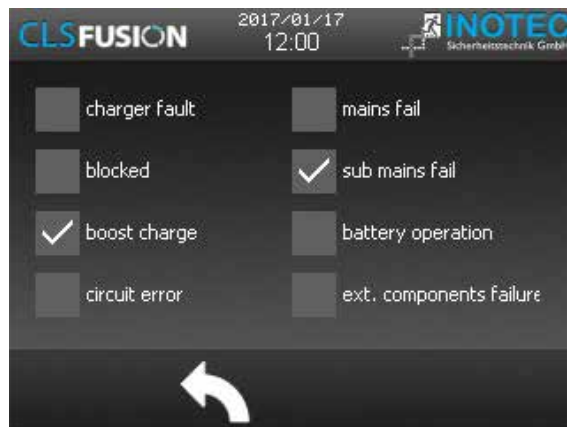 CLSFUSION
2017/01/17
12:00
INOTEC
Sicherheitstechnik GmbH
charger fault
mains fail
blocked
sub mains fail
boost charge
battery operation
circuit error
ext. components failure